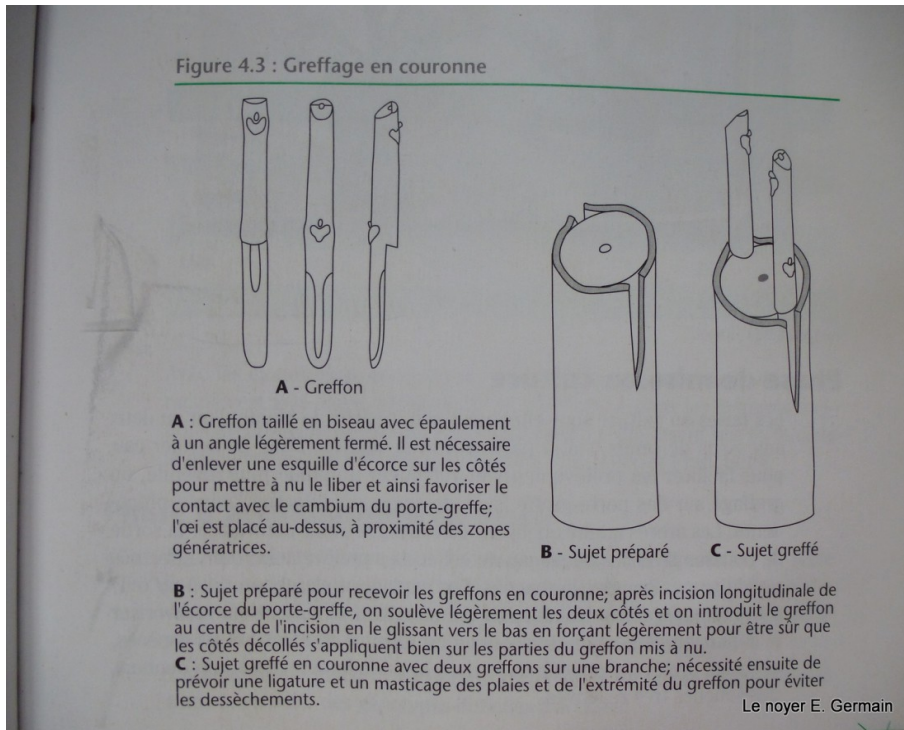 Figure 4.3 : Greffage en couronne
A - Greffon
A : Greffon taillé en biseau avec épaulement
à un angle légèrement fermé. Il est nécessaire
d'enlever une esquille d'écorce sur les côtés
pour mettre à nu le liber et ainsi favoriser le
contact avec le cambium du porte-greffe;
l'œi est placé au-dessus, à proximité des zones
génératrices.
B - Sujet préparé
C - Sujet greffé
B : Sujet préparé pour recevoir les greffons en couronne; après incision longitudinale de
l'écorce du porte-greffe, on soulève légèrement les deux côtés et on introduit le greffon
au centre de l'incision en le glissant vers le bas en forçant légèrement pour être sûr que
les côtés décollés s'appliquent bien sur les parties du greffon mis à nu.
C : Sujet greffé en couronne avec deux greffons sur une branche; nécessité ensuite de
prévoir une ligature et un masticage des plaies et de l'extrémité du greffon pour éviter
les dessèchements.
Le noyer E. Germain